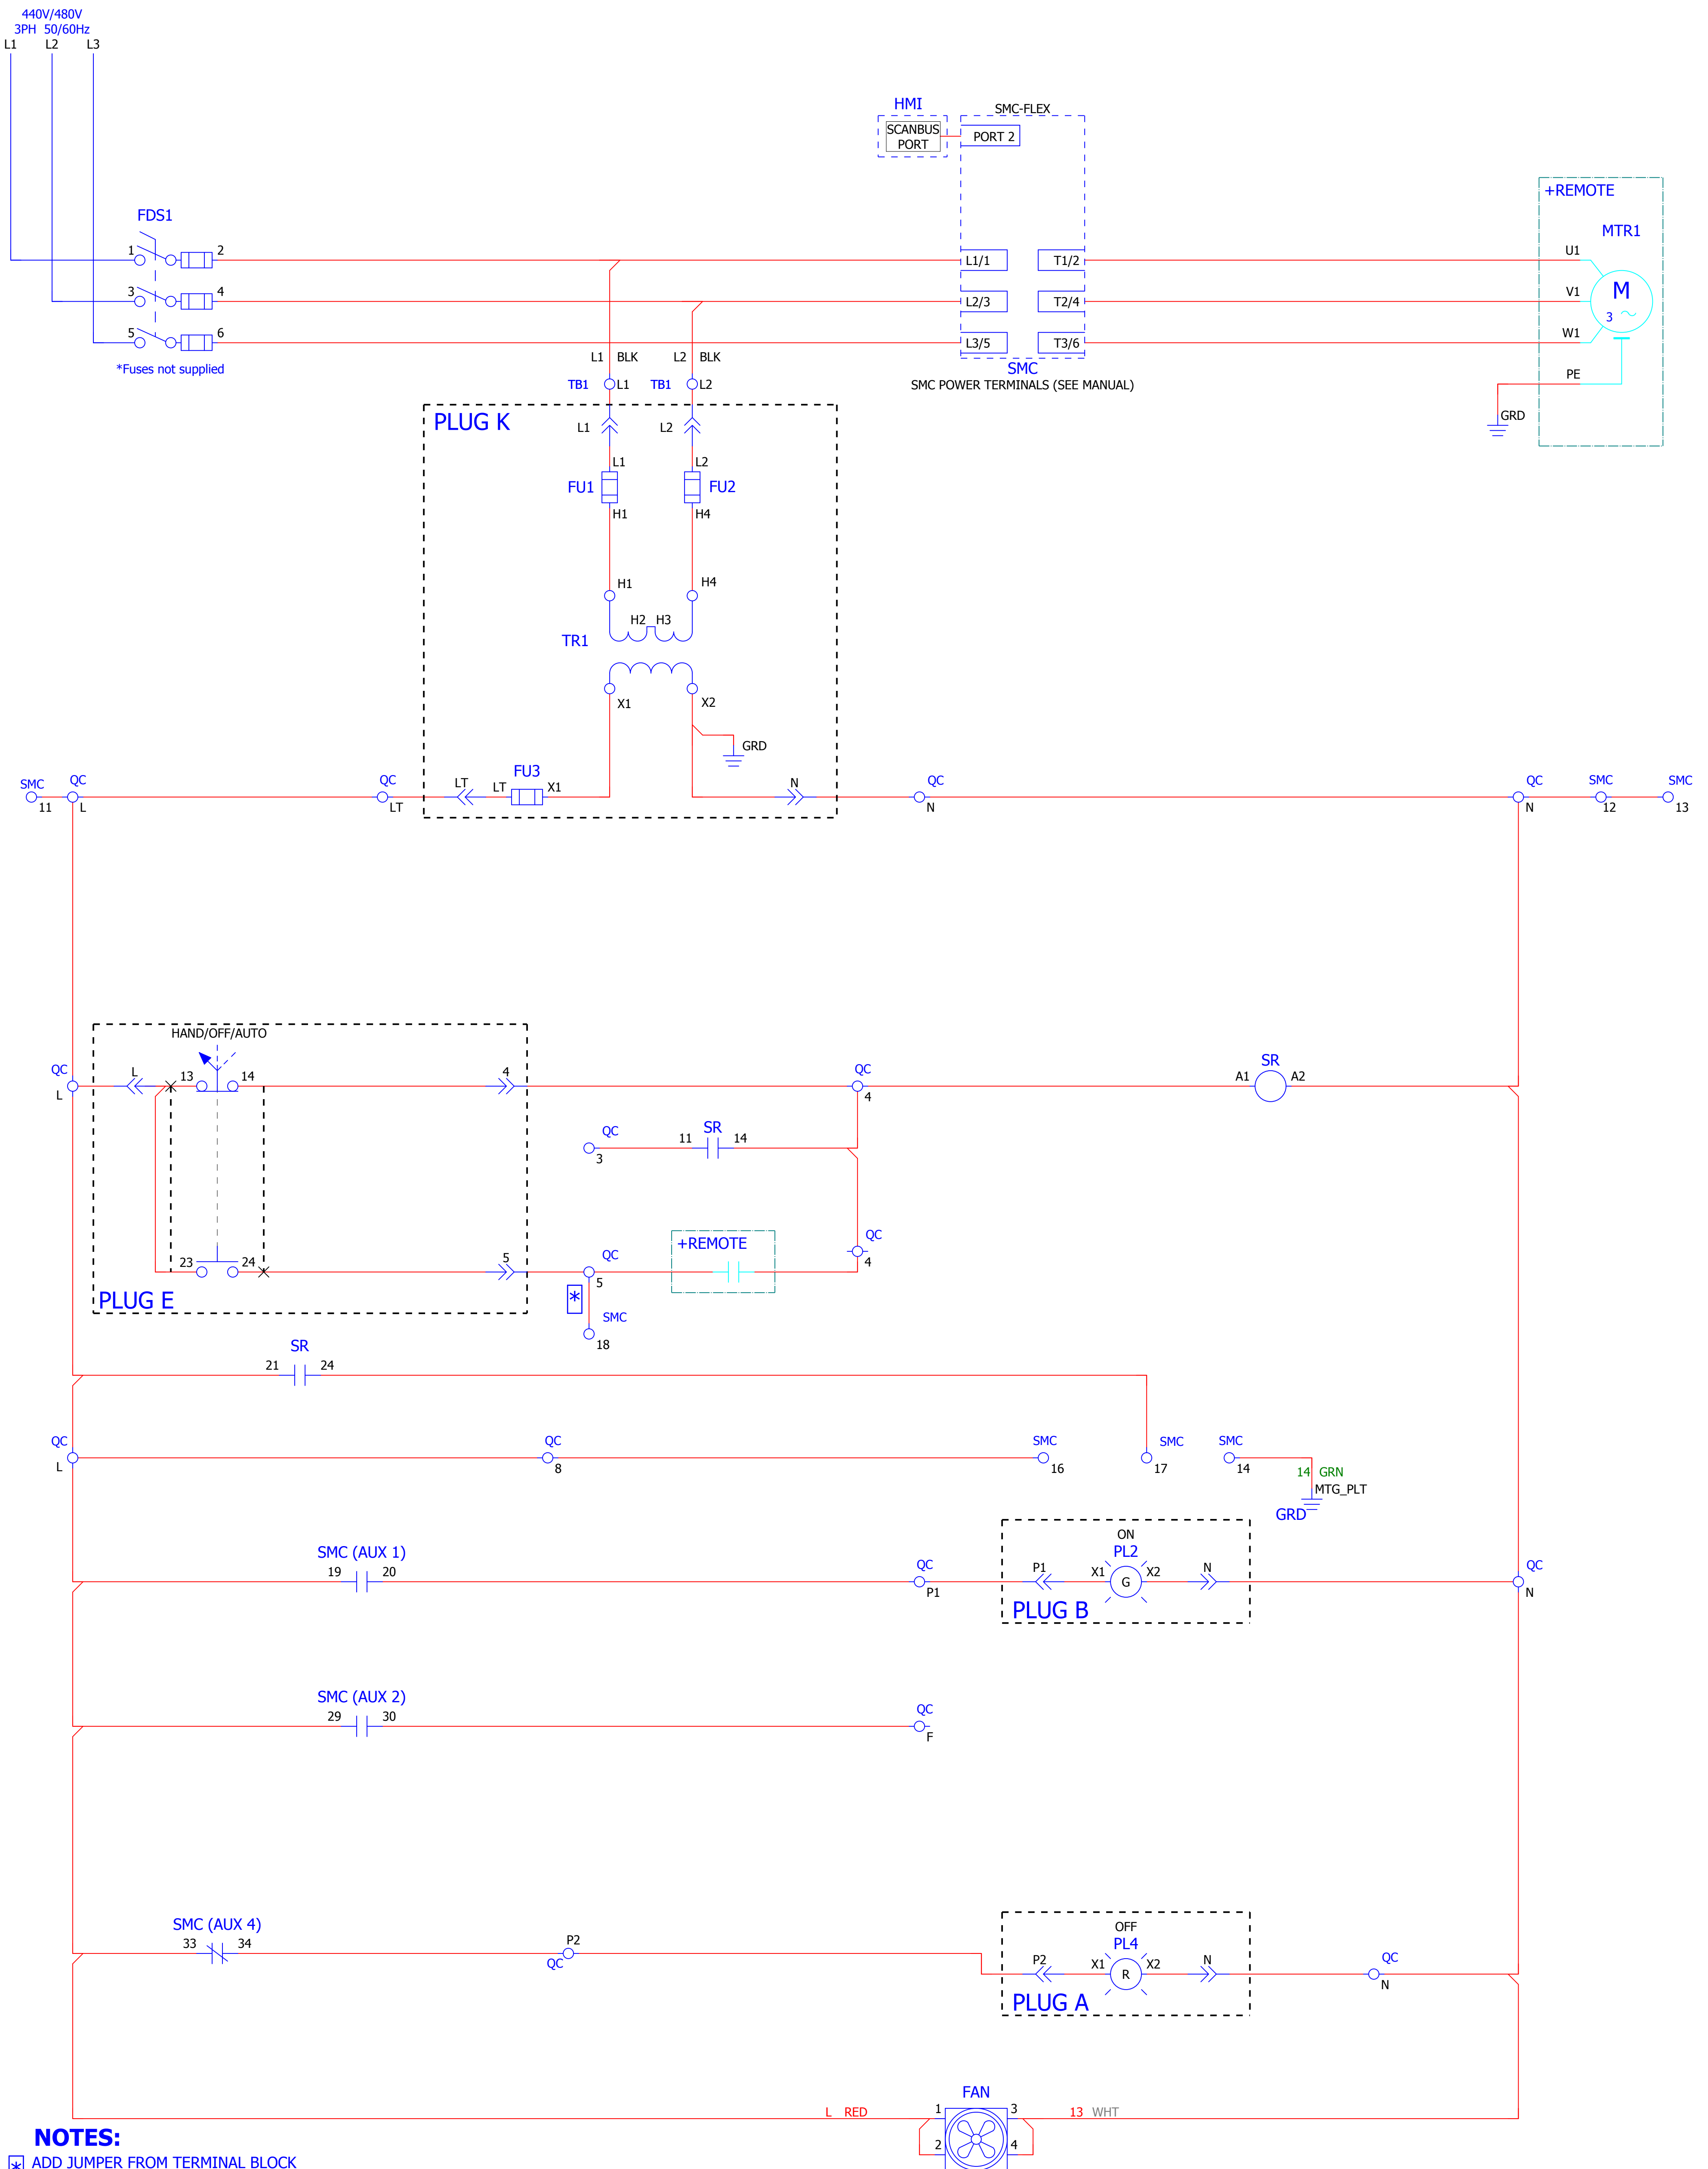 440V/480V
3PH 50/60Hz
L1 L2 L3
HMI
SMC-FLEX
SCANBUS
PORT
PORT 2
+REMOTE
MTR1
FDS1
1 2
L1/1 T1/2
U1
3 4
L2/3 T2/4
V1
M
3
5 6
L3/5 T3/6
W1
*Fuses not supplied
L1 BLK L2 BLK
SMC
SMC POWER TERMINALS (SEE MANUAL)
PE
GRD
TB1 L1 TB1 L2
PLUG K
L1 L2
L1 L2
FU1 FU2
H1 H4
H1 H4
H2 H3
TR1
X1 X2
GRD
SMC QC QC LT LT FU3 X1 N QC QC SMC SMC
11 L LT N N 12 13
HAND/OFF/AUTO
QC L 13 14 4 QC A1 SR A2
L 4
QC 11 SR 14
3
23 24 5 QC +REMOTE QC
5 4
PLUG E
*
SMC
18
SR
21 24
QC QC SMC SMC SMC
L 8 16 17 14
14 GRN
MTG_PLT
GRD
SMC (AUX 1)
19 20
QC
P1
ON
PL2
P1 X1 G X2 N
PLUG B
QC
N
SMC (AUX 2)
29 30
QC
F
SMC (AUX 4)
33 34
P2
QC
OFF
PL4
P2 X1 R X2 N
PLUG A
QC
N
FAN
L RED 1 3 13 WHT
2 4
NOTES:
* ADD JUMPER FROM TERMINAL BLOCK